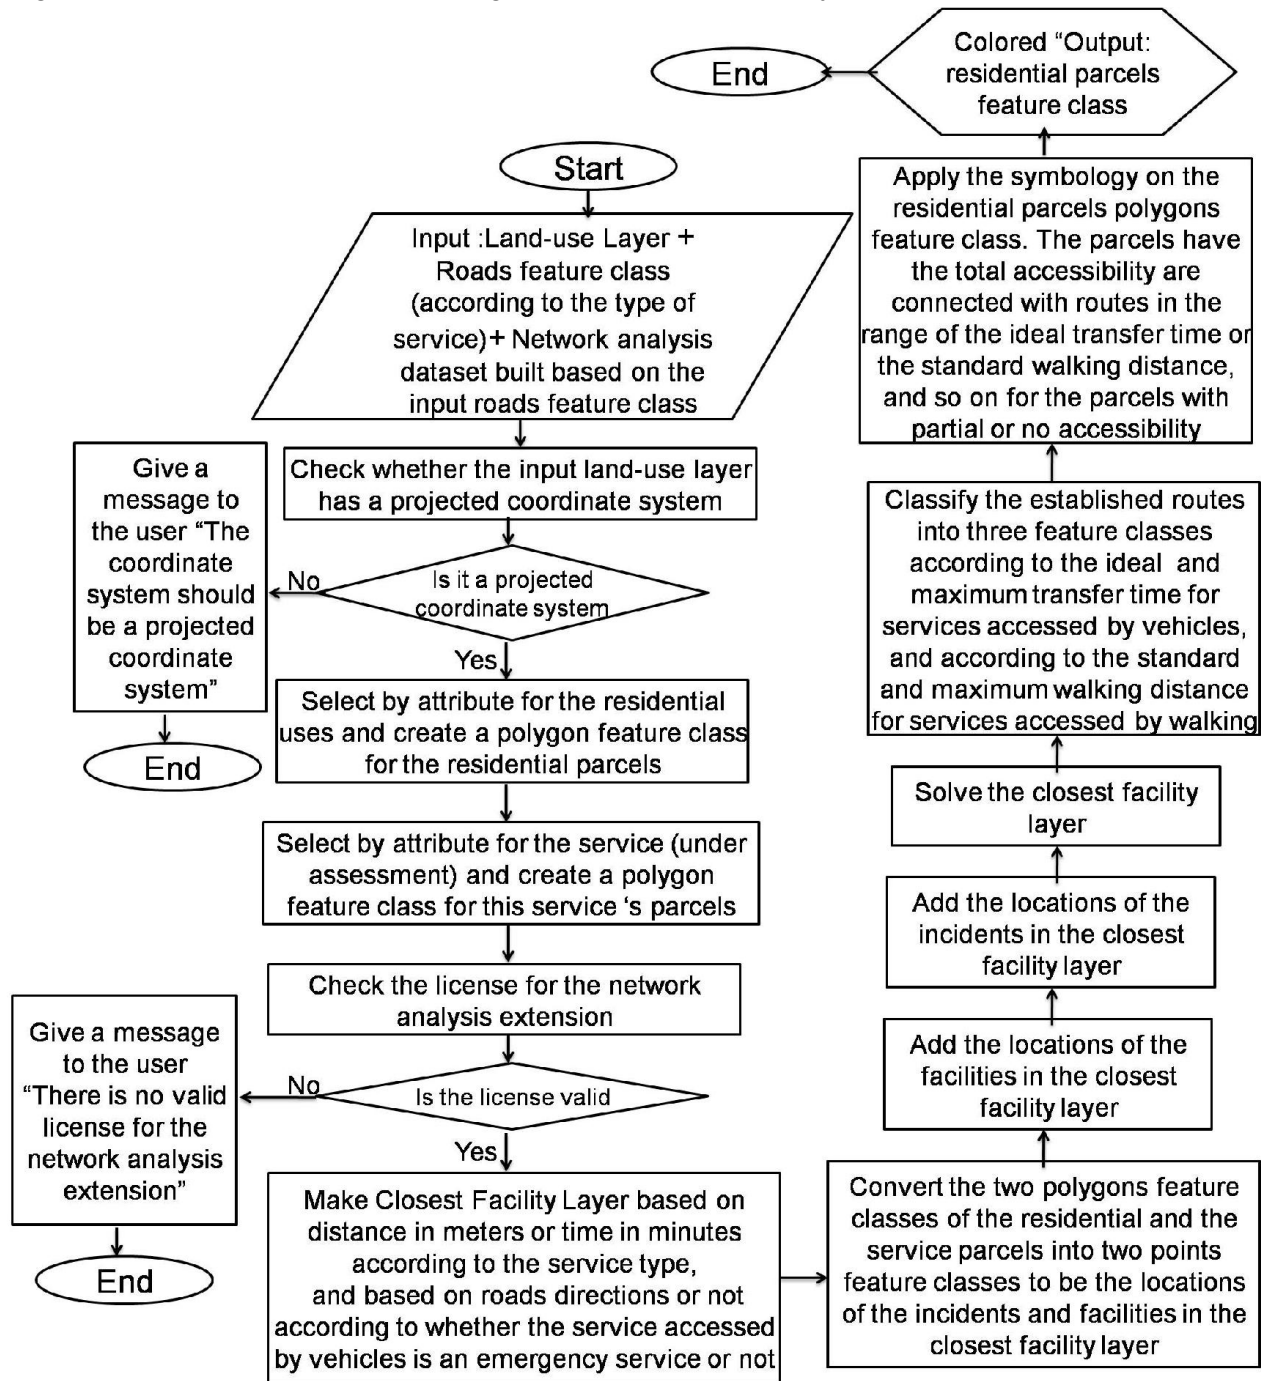 Start
Input :Land-use Layer +
Roads feature class
(according to the type of
service)+ Network analysis
dataset built based on the
input roads feature class
Check whether the input land-use layer
has a projected coordinate system
Is it a projected
coordinate system
No
Give a
message to
the user “The
coordinate
system should
be a projected
coordinate
system”
End
Yes
Select by attribute for the residential
uses and create a polygon feature class
for the residential parcels
Select by attribute for the service (under
assessment) and create a polygon
feature class for this service ‘s parcels
Check the license for the network
analysis extension
Is the license valid
No
Give a message
to the user
“There is no valid
license for the
network analysis
extension”
End
Yes
Make Closest Facility Layer based on
distance in meters or time in minutes
according to the service type,
and based on roads directions or not
according to whether the service accessed
by vehicles is an emergency service or not
Convert the two polygons feature
classes of the residential and the
service parcels into two points
feature classes to be the locations
of the incidents and facilities in the
closest facility layer
Add the locations of the
facilities in the closest
facility layer
Add the locations of the
incidents in the closest
facility layer
Solve the closest facility
layer
Classify the established routes
into three feature classes
according to the ideal and
maximum transfer time for
services accessed by vehicles,
and according to the standard
and maximum walking distance
for services accessed by walking
Apply the symbology on the
residential parcels polygons
feature class. The parcels have
the total accessibility are
connected with routes in the
range of the ideal transfer time or
the standard walking distance,
and so on for the parcels with
partial or no accessibility
Colored “Output:
residential parcels
feature class
End